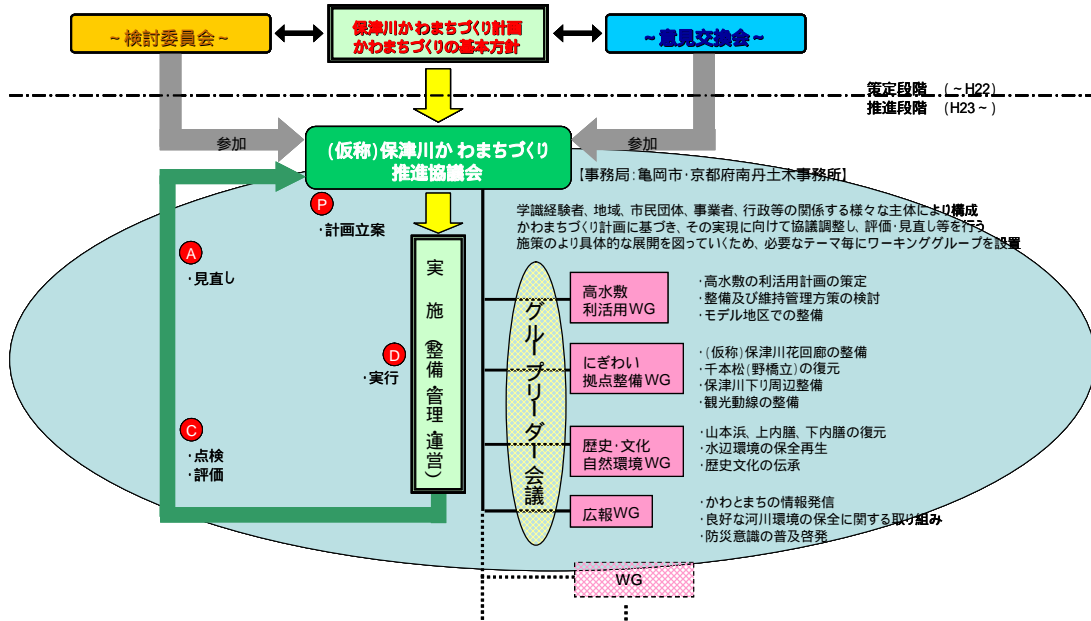 ～検討委員会～
保津川かわまちづくり計画
かわまちづくりの基本方針
～意見交換会～
策定段階 (～H22)
推進段階 (H23～)
参加
参加
(仮称)保津川かわまちづくり
推進協議会
【事務局:亀岡市・京都府南丹土木事務所】
P
・計画立案
学識経験者、地域、市民団体、事業者、行政等の関係する様々な主体により構成
かわまちづくり計画に基づき、その実現に向けて協議調整し、評価・見直し等を行う
施策のより具体的な展開を図っていくため、必要なテーマ毎にワーキンググループを設置
A
・見直し
実施(整備・管理・運営)
D
・実行
C
・点検
・評価
グループリーダー会議
高水敷
利活用WG
・高水敷の利活用計画の策定
・整備及び維持管理方策の検討
・モデル地区での整備
にぎわい
拠点整備WG
・(仮称)保津川花回廊の整備
・千本松(野橋立)の復元
・保津川下り周辺整備
・観光動線の整備
歴史・文化
自然環境WG
・山本浜、上内膳、下内膳の復元
・水辺環境の保全再生
・歴史文化の伝承
広報WG
・かわとまちの情報発信
・良好な河川環境の保全に関する取り組み
・防災意識の普及啓発
WG